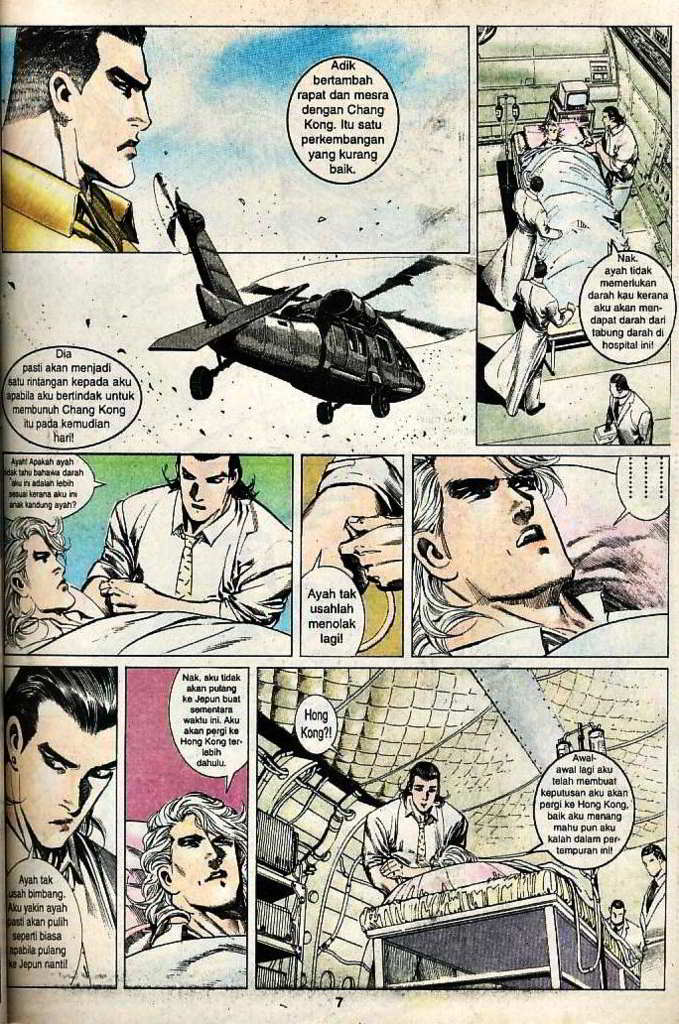 Adik
bertambah
rapat dan mesra
dengan Chang
Kong. Itu satu
perkembangan
yang kurang
baik.
Nak,
ayah tidak
memerlukan
darah kau kerana
aku akan men-
dapat darah dari
tabung darah di
hospital ini!
Dia
pasti akan menjadi
satu rintangan kepada aku
apabila aku bertindak untuk
membunuh Chang Kong
itu pada kemudian
hari!
Ayah! Apakah ayah
tidak tahu bahawa darah
aku ini adalah lebih
sesuai kerana aku ini
anak kandung ayah?
Ayah tak
usahlah
menolak
lagi!
Ayah tak
usah bimbang.
Aku yakin ayah
pasti akan pulih
seperti biasa
apabila pulang
ke Jepun nanti!
Nak, aku tidak
akan pulang
ke Jepun buat
sementara
waktu ini. Aku
akan pergi ke
Hong Kong ter-
lebih
dahulu.
Hong
Kong?!
Awal-
awal lagi aku
telah membuat
keputusan aku akan
pergi ke Hong Kong,
baik aku menang
mahu pun aku
kalah dalam per-
tempuran ini!
7